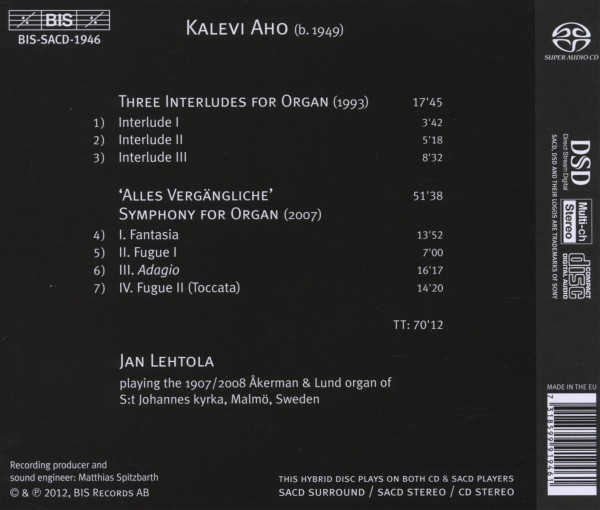 BIS
BIS-SACD-1946
KALEVI AHO (b. 1949)
SUPER AUDIO CD
THREE INTERLUDES FOR ORGAN (1993) 17'45
1) Interlude I 3'42
2) Interlude II 5'18
3) Interlude III 8'32
‘ALLES VERGÄNGLICHE’ 51'38
SYMPHONY FOR ORGAN (2007)
4) I. Fantasia 13'52
5) II. Fugue I 7'00
6) III. Adagio 16'17
7) IV. Fugue II (Toccata) 14'20
TT: 70'12
JAN LEHTOLA
playing the 1907/2008 Åkerman & Lund organ of
S:t Johannes kyrka, Malmö, Sweden
Recording producer and
sound engineer: Matthias Spitzbarth
© & ℗ 2012, BIS RECORDS AB
THIS HYBRID DISC PLAYS ON BOTH CD & SACD PLAYERS
SACD SURROUND / SACD STEREO / CD STEREO
DSD
Direct Stream Digital
SACD, DSD AND THEIR LOGOS ARE TRADEMARKS OF SONY
Multi-ch
Stereo
COMPACT
disc
DIGITAL AUDIO
MADE IN THE EU
7 318599 919461